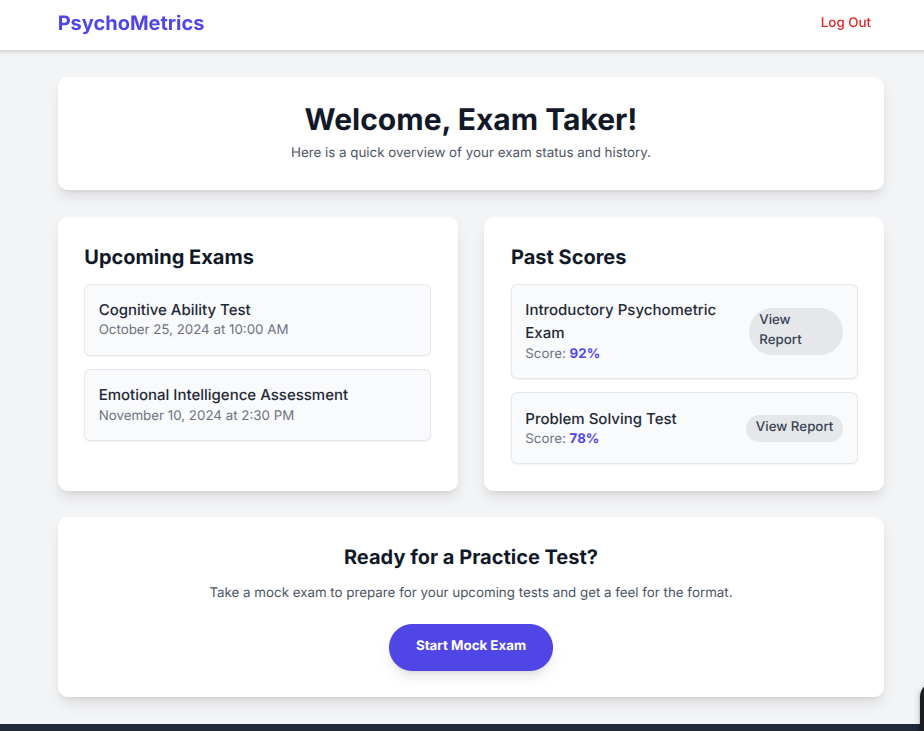 PsychoMetrics
Log Out
Welcome, Exam Taker!
Here is a quick overview of your exam status and history.
Upcoming Exams
Cognitive Ability Test
October 25, 2024 at 10:00 AM
Emotional Intelligence Assessment
November 10, 2024 at 2:30 PM
Past Scores
Introductory Psychometric
Exam
Score: 92%
View
Report
Problem Solving Test
Score: 78%
View Report
Ready for a Practice Test?
Take a mock exam to prepare for your upcoming tests and get a feel for the format.
Start Mock Exam